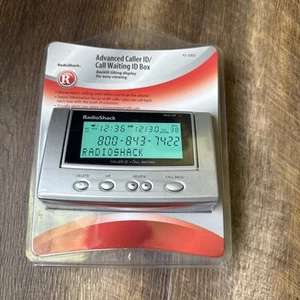 RadioShack
Advanced Caller ID/
Call Waiting ID Box
Backlit tilting display
for easy viewing
RadioShack
12:36
12/30
800-843-7422
RADIOSHACK
CALLER ID • CALL WAITING
DELETE
REVIEW
CALL BACK